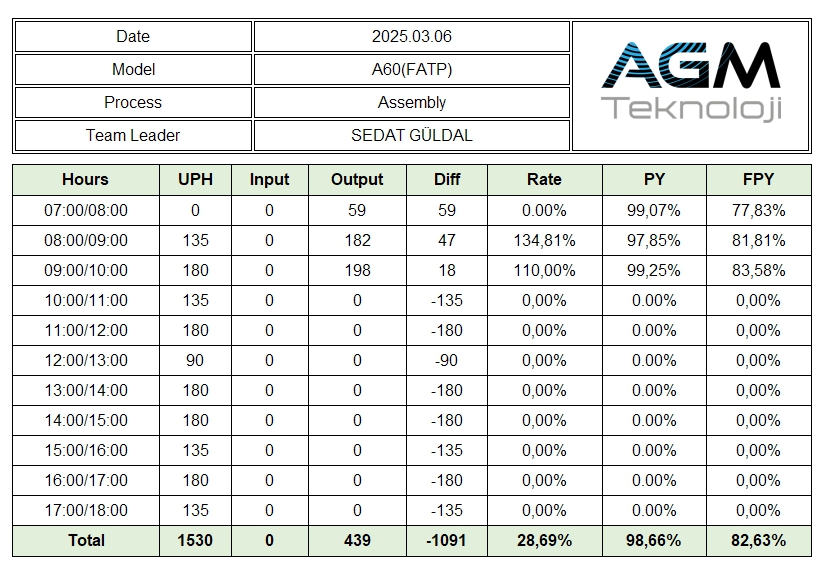 Date 2025.03.06
Model A60(FATP)
Process Assembly
Team Leader SEDAT GÜLDAL
AGM
Teknoloji
Hours UPH Input Output Diff Rate PY FPY
07:00/08:00 0 0 59 59 0.00% 99,07% 77,83%
08:00/09:00 135 0 182 47 134,81% 97,85% 81,81%
09:00/10:00 180 0 198 18 110,00% 99,25% 83,58%
10:00/11:00 135 0 0 -135 0,00% 0.00% 0,00%
11:00/12:00 180 0 0 -180 0,00% 0.00% 0,00%
12:00/13:00 90 0 0 -90 0,00% 0.00% 0,00%
13:00/14:00 180 0 0 -180 0,00% 0.00% 0,00%
14:00/15:00 180 0 0 -180 0,00% 0.00% 0,00%
15:00/16:00 135 0 0 -135 0,00% 0.00% 0,00%
16:00/17:00 180 0 0 -180 0,00% 0.00% 0,00%
17:00/18:00 135 0 0 -135 0,00% 0.00% 0,00%
Total 1530 0 439 -1091 28,69% 98,66% 82,63%